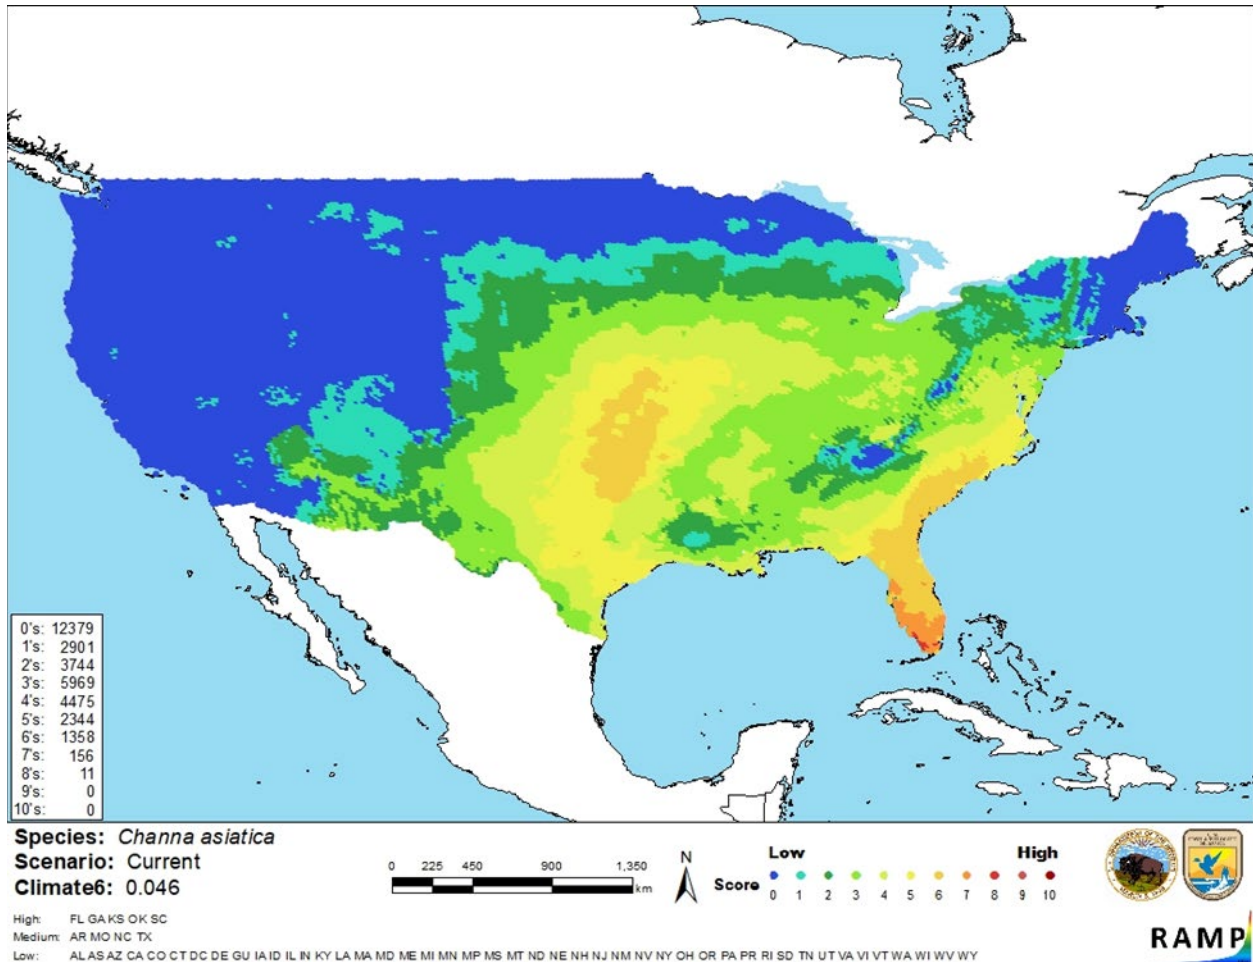 0's: 12379
1's: 2901
2's: 3744
3's: 5969
4's: 4475
5's: 2344
6's: 1358
7's: 156
8's: 11
9's: 0
10's: 0
Species: Channa asiatica
Scenario: Current
Climate6: 0.046
0 225 450 900 1,350
km
N
Low High
Score
0 1 2 3 4 5 6 7 8 9 10
High: FL GA KS OK SC
Medium: AR MO NC TX
Low: AL AS AZ CA CO CT DC DE GU IA ID IL IN KY LA MA MD ME MI MN MP MS MT ND NE NH NJ NM NV NY OH OR PA PR RI SD TN UT VA VI VT WA WI WV WY
RAMP